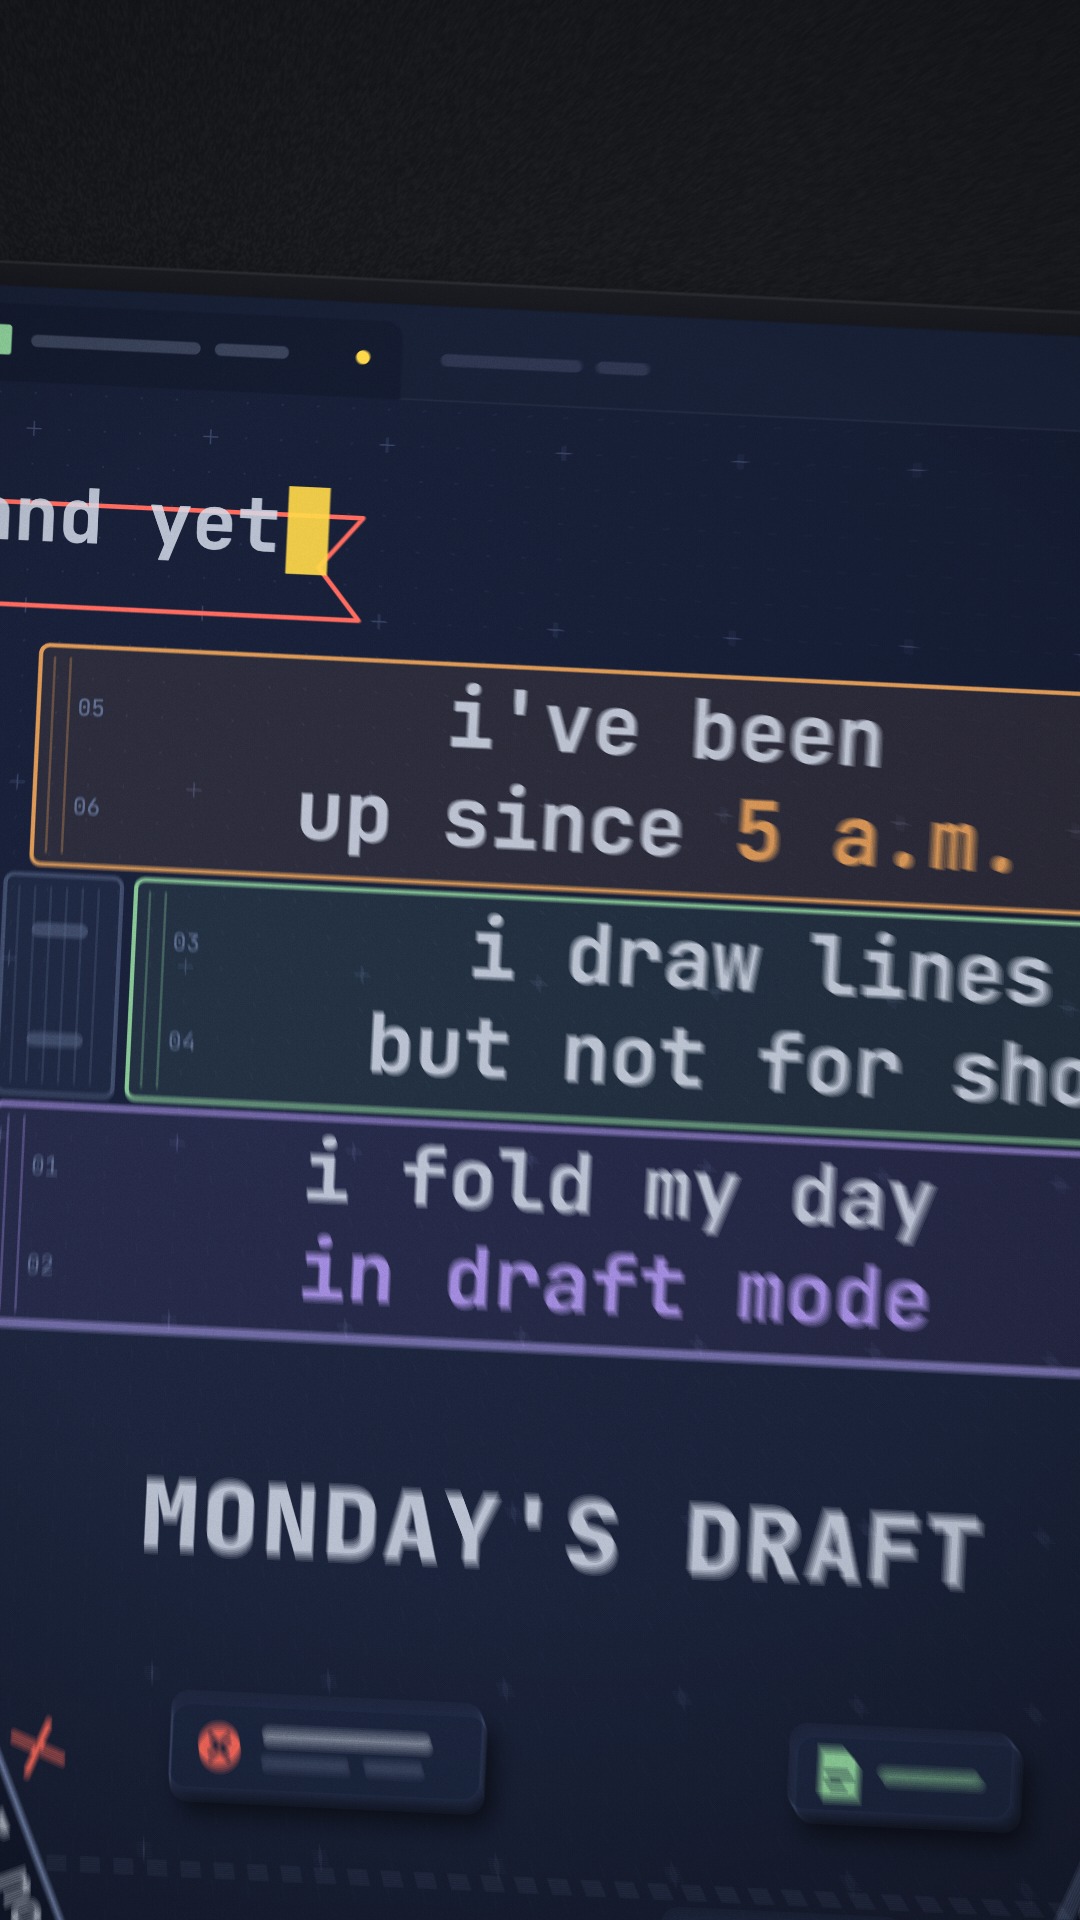 and yet
05
i've been
06
up since 5 a.m.
03
i draw lines
04
but not for sho
01
i fold my day
02
in draft mode
MONDAY'S DRAFT